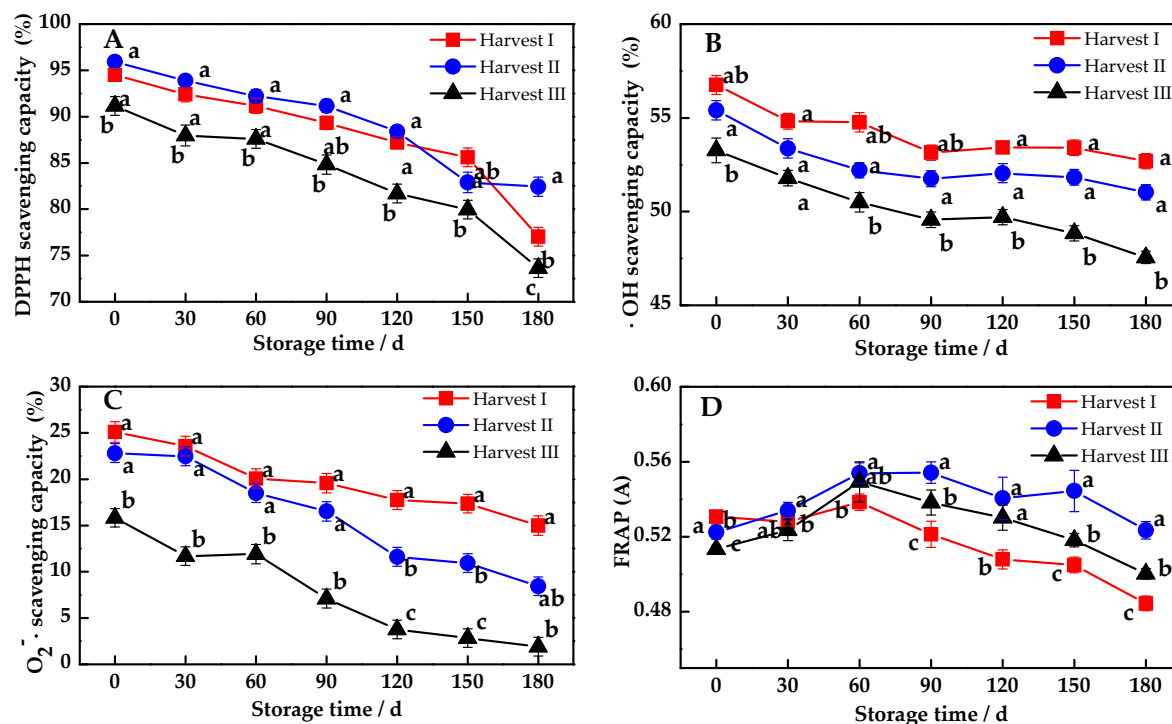 A
DPPH scavenging capacity (%)
100
95
90
85
80
75
70
Harvest I
Harvest II
Harvest III
a a a a a ab a
a a a ab a a b
b b b b b b c
0 30 60 90 120 150 180
Storage time / d
B
· OH scavenging capacity (%)
60
55
50
45
Harvest I
Harvest II
Harvest III
ab a ab ab a a a
a a a a a a a
b a b b b b b
0 30 60 90 120 150 180
Storage time / d
C
O2-· scavenging capacity (%)
30
25
20
15
10
5
0
Harvest I
Harvest II
Harvest III
a a a a a a a
a a a a b b ab
b b b b c c b
0 30 60 90 120 150 180
Storage time / d
D
FRAP (A)
0.60
0.56
0.52
0.48
Harvest I
Harvest II
Harvest III
a a a a a a a
b ab ab b a b b
c b b c b c c
0 30 60 90 120 150 180
Storage time / d